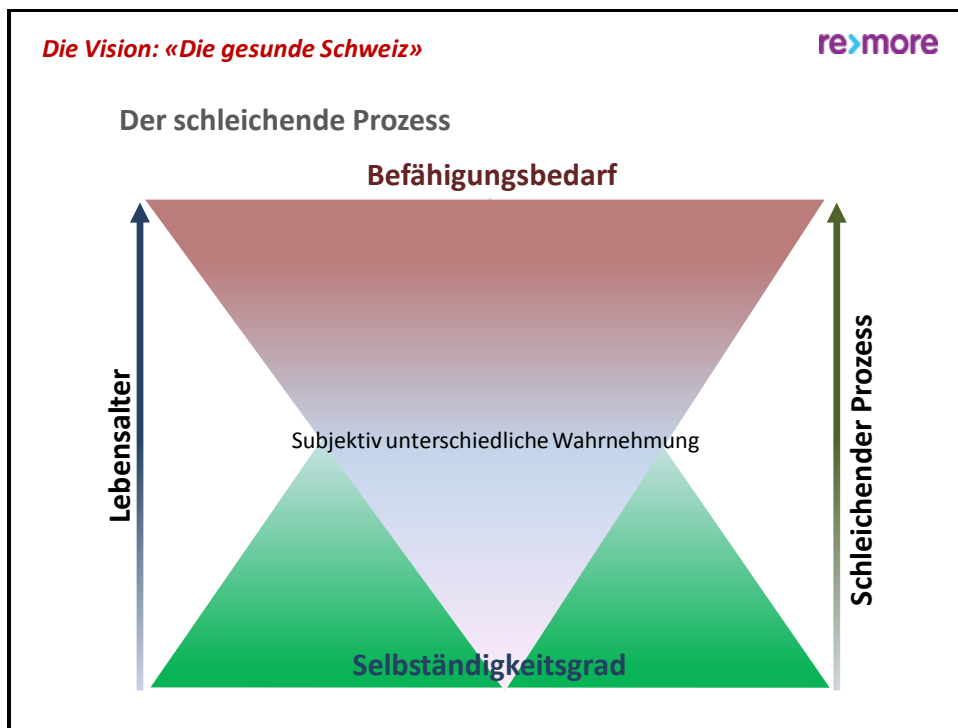 Die Vision: «Die gesunde Schweiz»
re>more
Der schleichende Prozess
Befähigungsbedarf
Lebensalter
Subjektiv unterschiedliche Wahrnehmung
Schleichender Prozess
Selbständigkeitsgrad